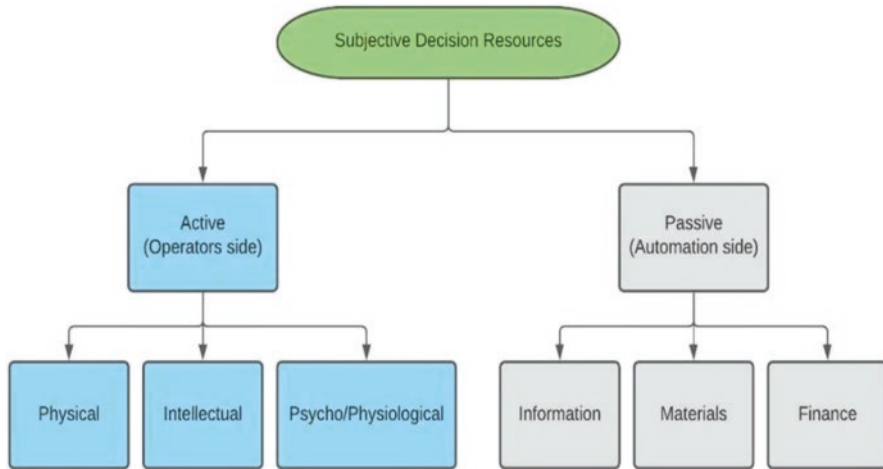 Subjective Decision Resources
Active
(Operators side)
Passive
(Automation side)
Physical
Intellectual
Psycho/Physiological
Information
Materials
Finance